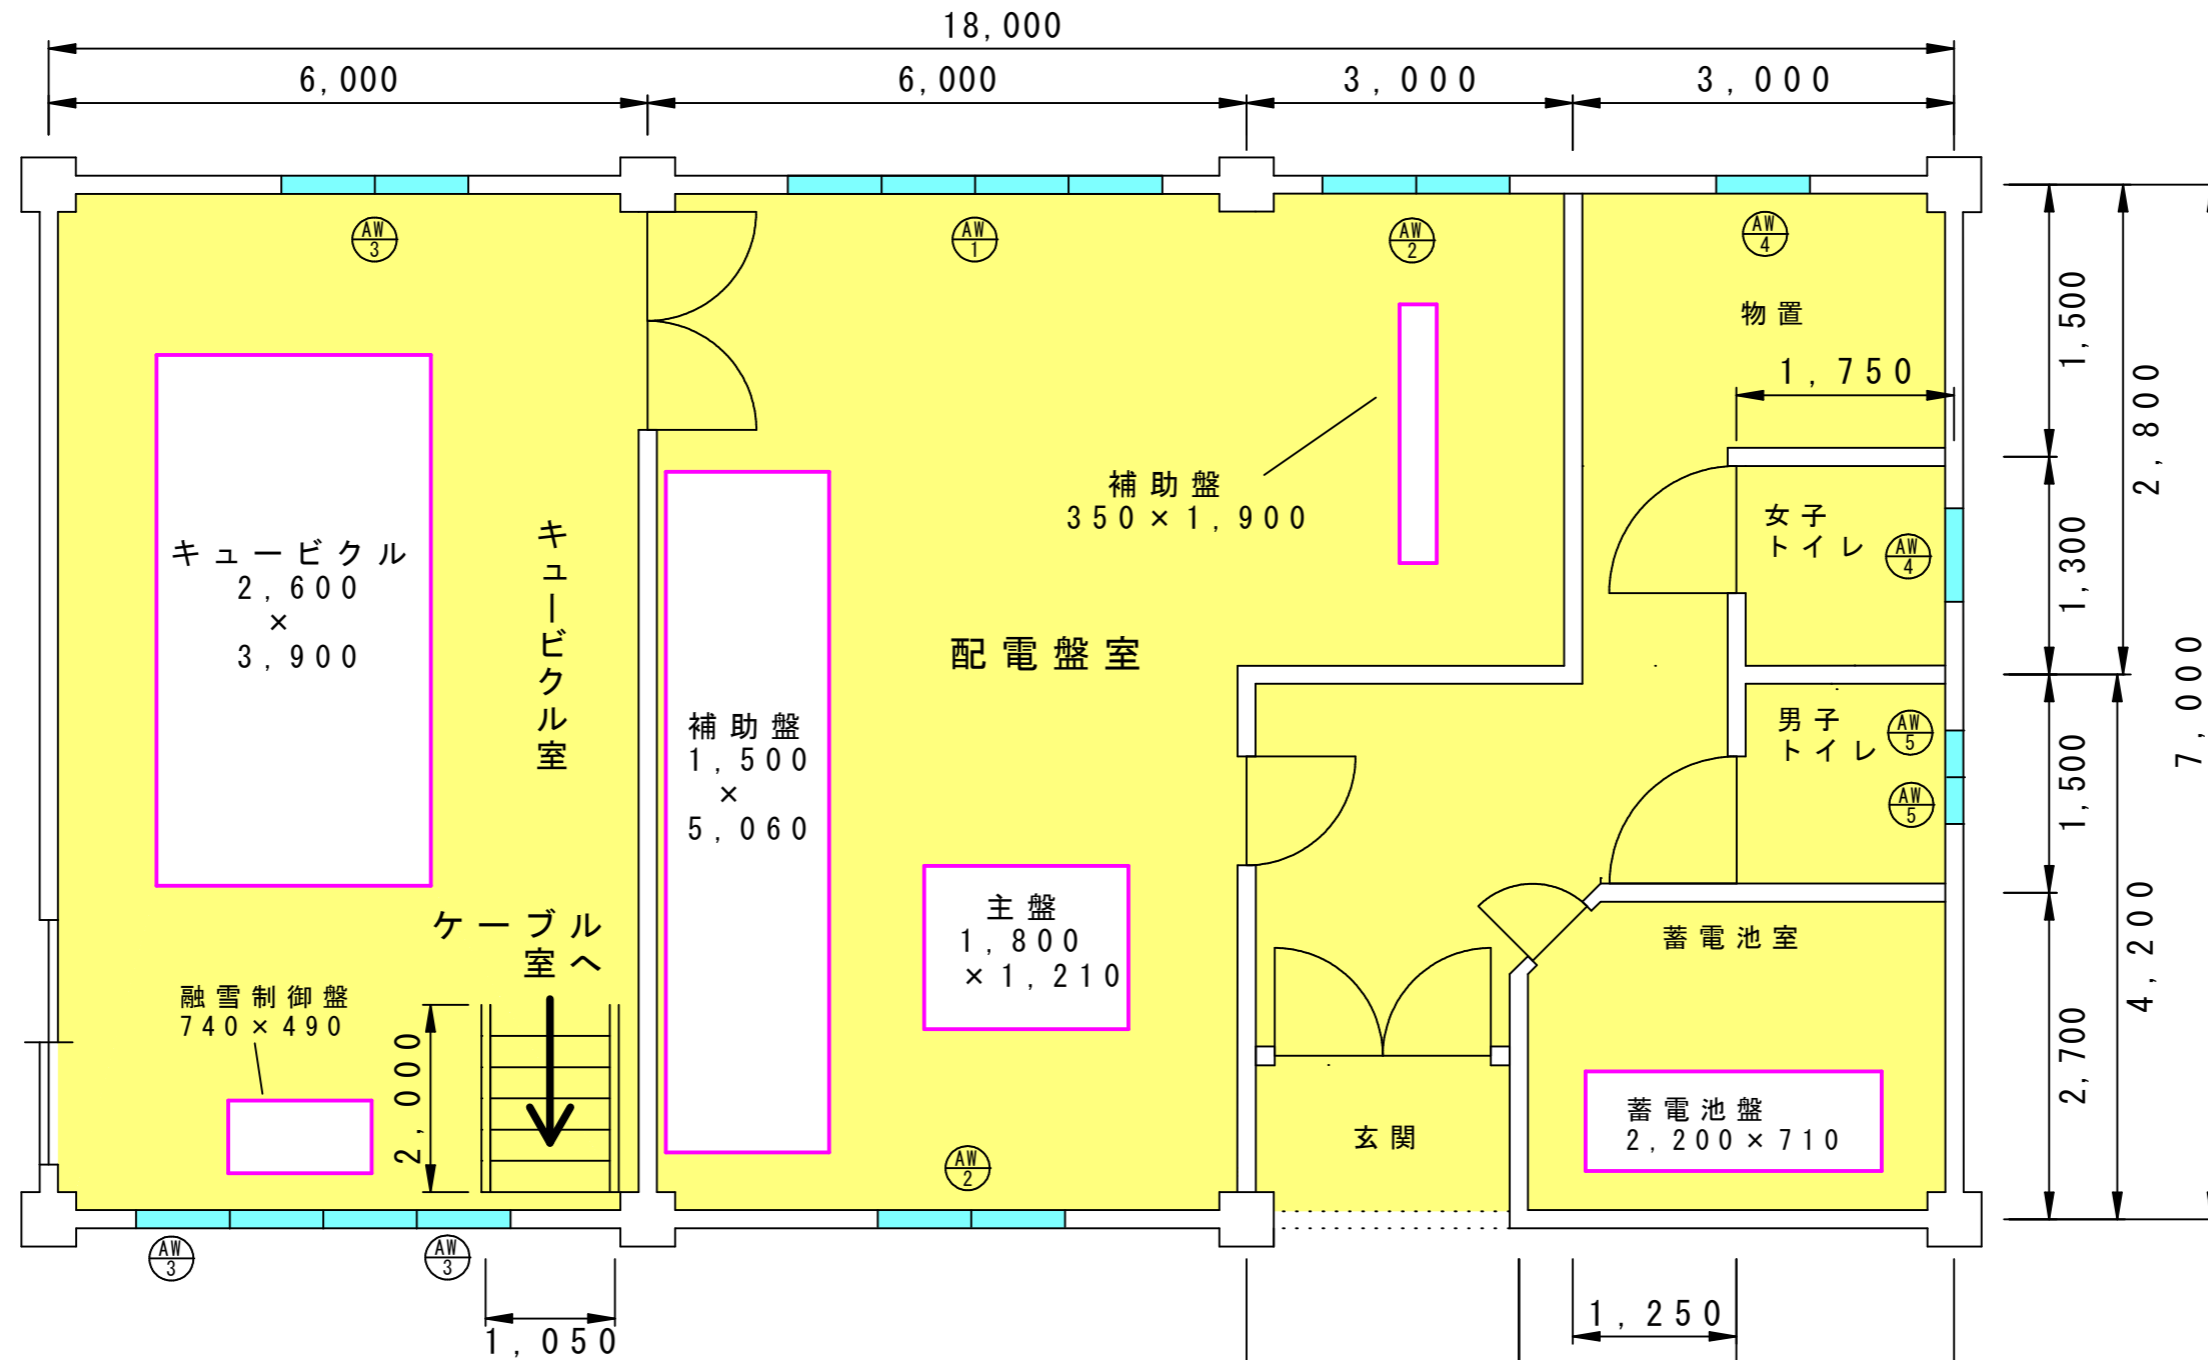 18,000
6,000
6,000
3,000
3,000
AW
3
AW
1
AW
2
AW
4
物置
1,750
1,500
2,800
キュービクル
2,600
×
3,900
キュービクル室
補助盤
350×1,900
女子
トイレ
AW
4
1,300
配電盤室
7,000
補助盤
1,500
×
5,060
男子
トイレ
AW
5
AW
5
1,500
主盤
1,800
×1,210
ケーブル
室へ
蓄電池室
4,200
融雪制御盤
740×490
2,000
2,700
蓄電池盤
2,200×710
玄関
AW
2
AW
3
AW
3
1,050
1,250